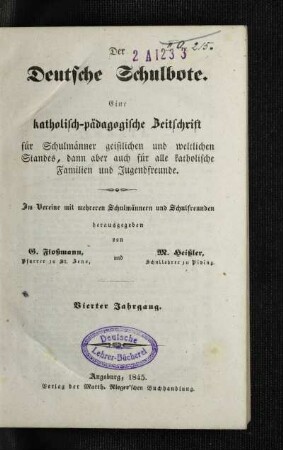 Der
2 A 1233
Deutsche Schulbote.
Eine
katholisch-pädagogische Zeitschrift
für Schulmänner geistlichen und weltlichen
Standes, dann aber auch für alle katholische
Familien und Jugendfreunde.
Im Vereine mit mehreren Schulmännern und Schulfreunden
herausgegeben
von
G. Floßmann,
Pfarrer zu St. Zeno,
und
M. Heißler,
Schullehrer zu Piding.
Vierter Jahrgang.
Deutsche
Lehrer-Bücherei
Augsburg, 1845.
Verlag der Matth. Rieger'schen Buchhandlung.